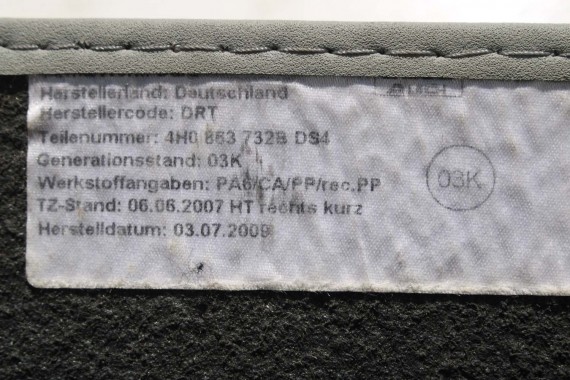 AUDI
Herstellerland: Deutschland
Herstellercode: DRT
Teilenummer: 4H0 863 732B DS4
Generationsstand: 03K
03K
Werkstoffangaben: PA6/CA/PP/rec.PP
TZ-Stand: 06.06.2007 HT rechts kurz
Herstelldatum: 03.07.2009